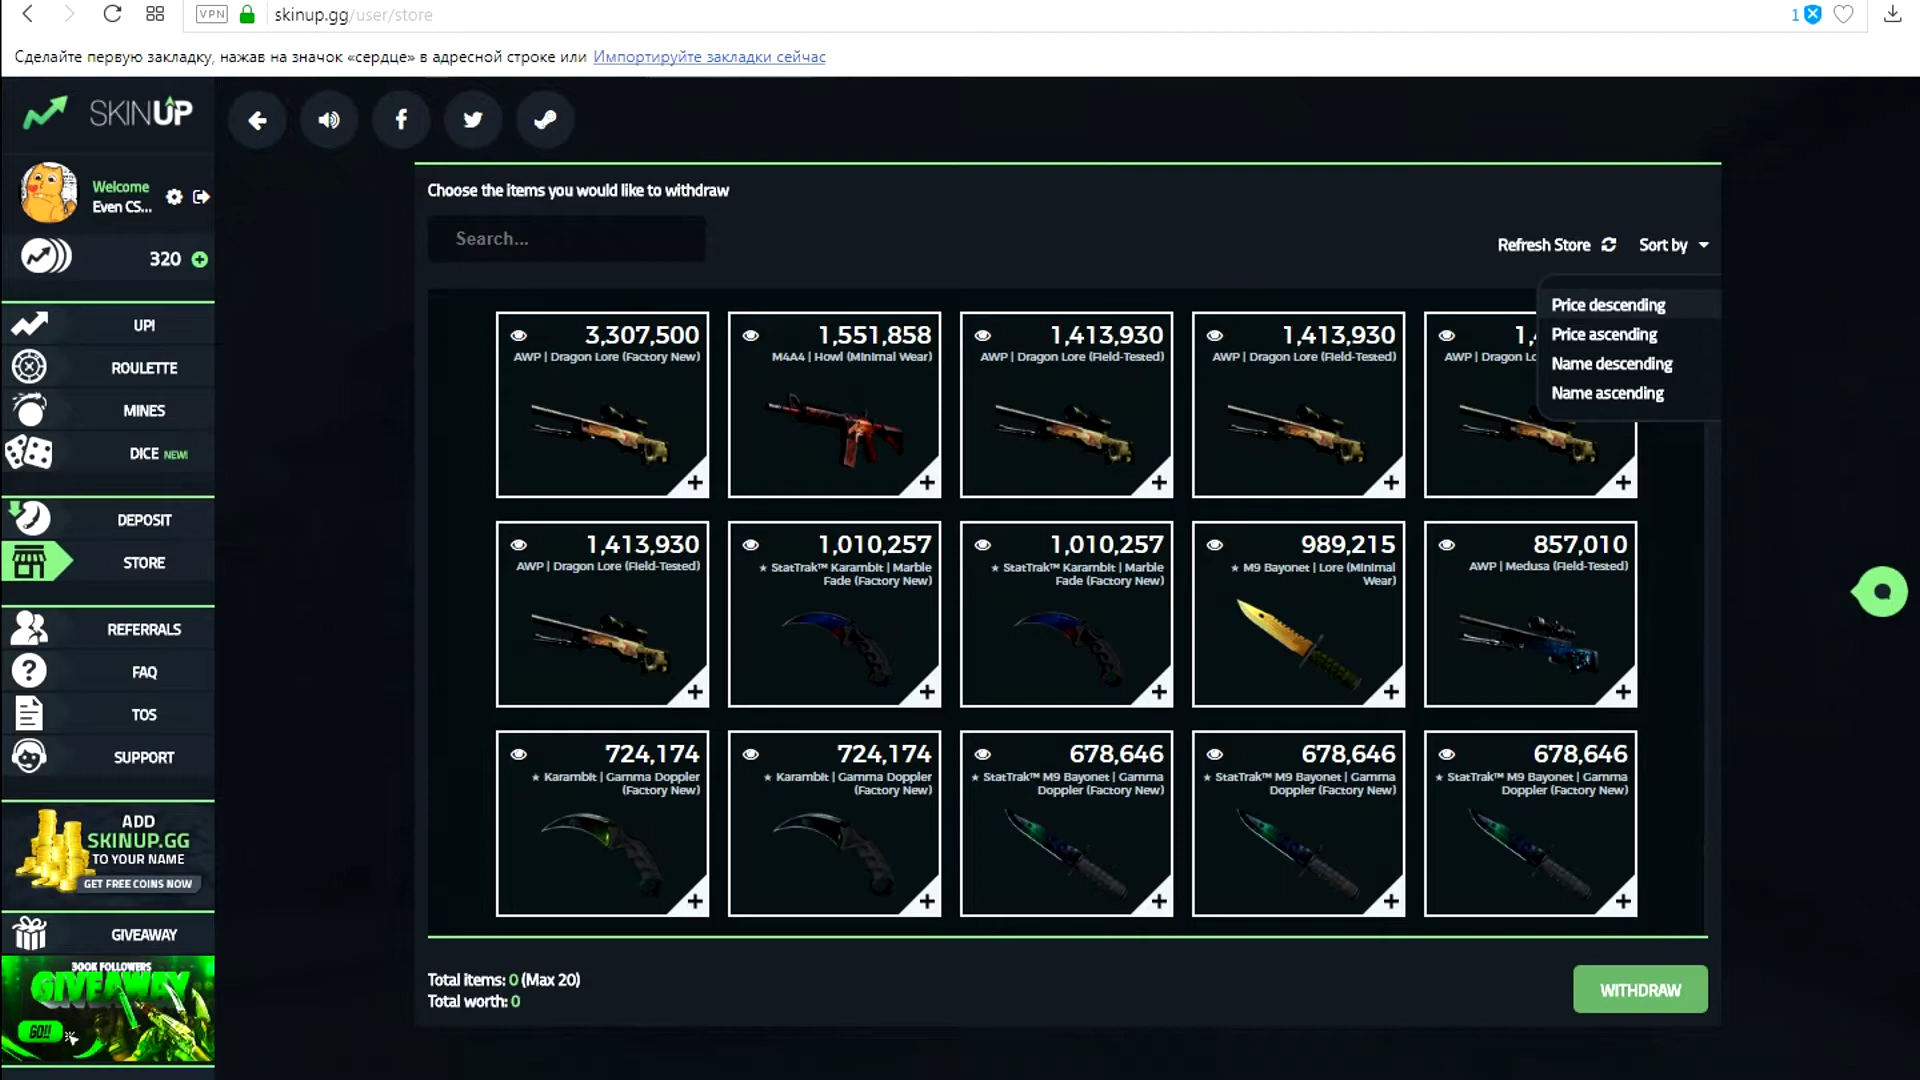 VPN skinup.gg/user/store 1
Сделайте первую закладку, нажав на значок «сердце» в адресной строке или Импортируйте закладки сейчас
SKINUP
Welcome
Even CS...
320
UP!
ROULETTE
MINES
DICE NEW!
DEPOSIT
STORE
REFERRALS
FAQ
TOS
SUPPORT
ADD
SKINUP.GG
TO YOUR NAME
GET FREE COINS NOW
GIVEAWAY
300K FOLLOWERS
GIVEAWAY
GO!!
Choose the items you would like to withdraw
Search...
Refresh Store Sort by
Price descending
Price ascending
Name descending
Name ascending
3,307,500
AWP | Dragon Lore (Factory New)
1,551,858
M4A4 | Howl (Minimal Wear)
1,413,930
AWP | Dragon Lore (Field-Tested)
1,413,930
AWP | Dragon Lore (Field-Tested)
1,
AWP | Dragon Lo
1,413,930
AWP | Dragon Lore (Field-Tested)
1,010,257
★ StatTrak™ Karambit | Marble
Fade (Factory New)
1,010,257
★ StatTrak™ Karambit | Marble
Fade (Factory New)
989,215
★ M9 Bayonet | Lore (Minimal
Wear)
857,010
AWP | Medusa (Field-Tested)
724,174
★ Karambit | Gamma Doppler
(Factory New)
724,174
★ Karambit | Gamma Doppler
(Factory New)
678,646
★ StatTrak™ M9 Bayonet | Gamma
Doppler (Factory New)
678,646
★ StatTrak™ M9 Bayonet | Gamma
Doppler (Factory New)
678,646
★ StatTrak™ M9 Bayonet | Gamma
Doppler (Factory New)
Total items: 0 (Max 20)
Total worth: 0
WITHDRAW